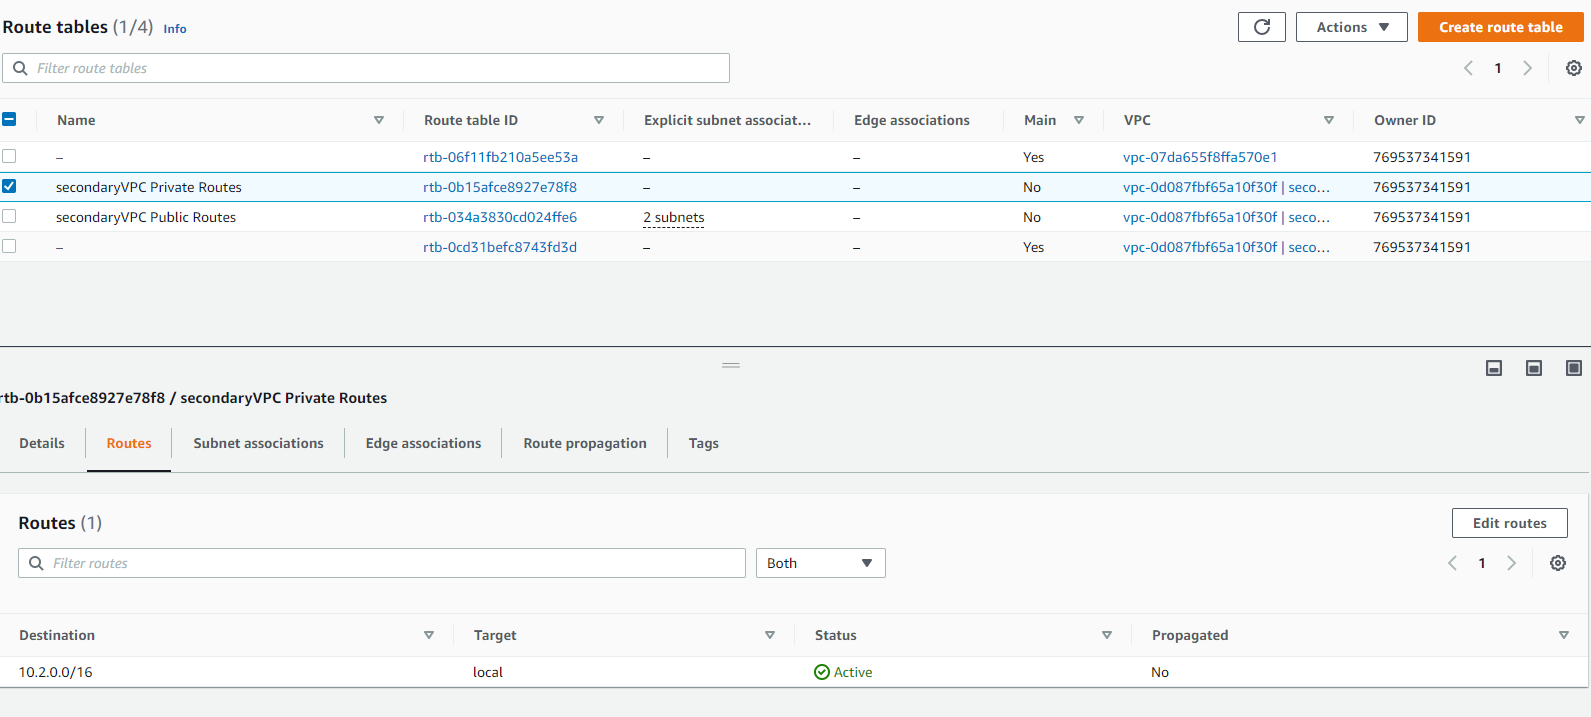 Route tables (1/4) Info
Actions
Create route table
Filter route tables
1
Name Route table ID Explicit subnet associat... Edge associations Main VPC Owner ID
– rtb-06f11fb210a5ee53a – – Yes vpc-07da655f8ffa570e1 769537341591
secondaryVPC Private Routes rtb-0b15afce8927e78f8 – – No vpc-0d087fbf65a10f30f | seco... 769537341591
secondaryVPC Public Routes rtb-034a3830cd024ffe6 2 subnets – No vpc-0d087fbf65a10f30f | seco... 769537341591
– rtb-0cd31befc8743fd3d – – Yes vpc-0d087fbf65a10f30f | seco... 769537341591
rtb-0b15afce8927e78f8 / secondaryVPC Private Routes
Details Routes Subnet associations Edge associations Route propagation Tags
Routes (1)
Edit routes
Filter routes
Both
1
Destination Target Status Propagated
10.2.0.0/16 local Active No